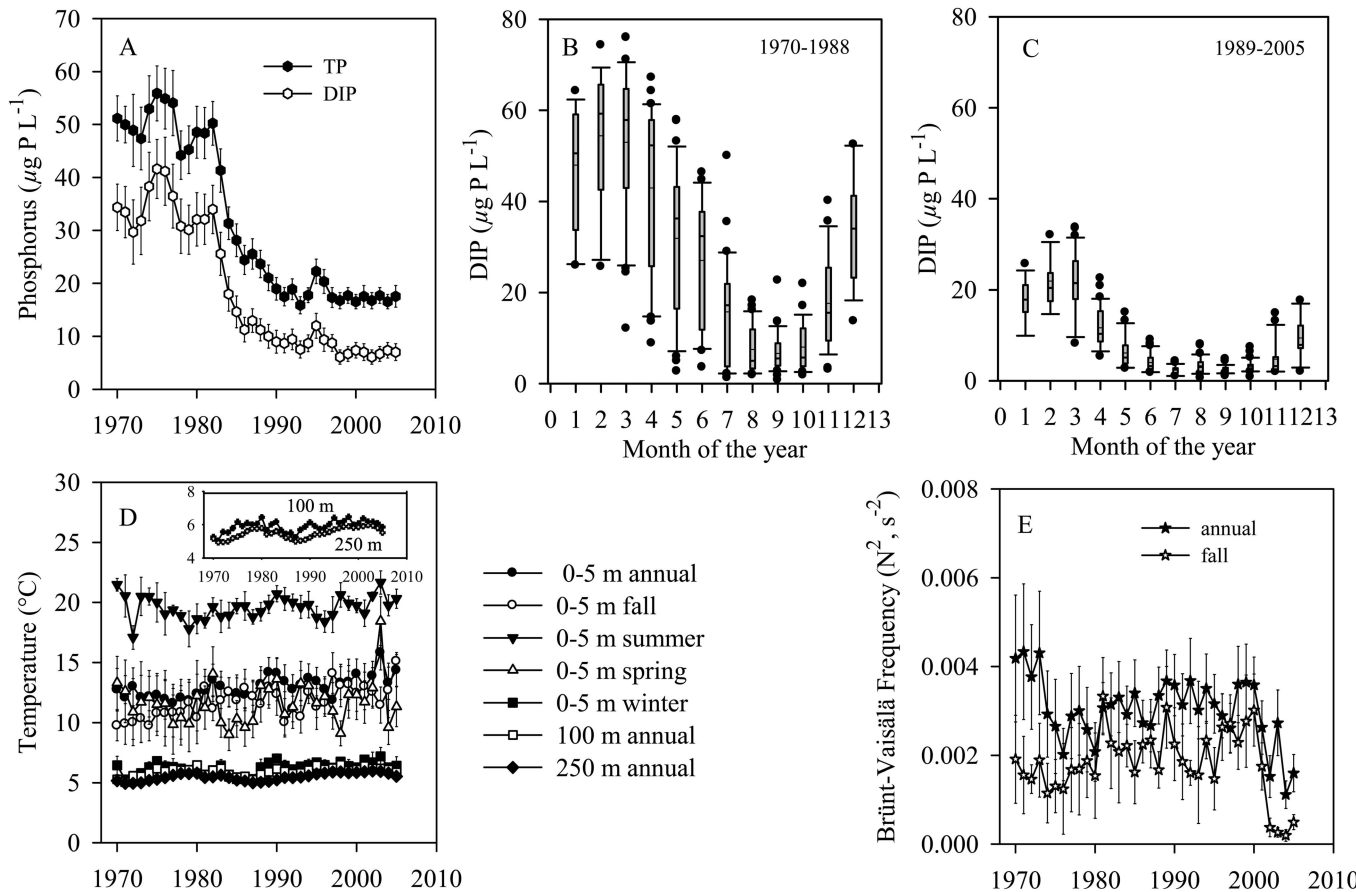 A
TP
DIP
Phosphorus (µg P L⁻¹)
70
60
50
40
30
20
10
0
1970 1980 1990 2000 2010
B
1970-1988
DIP (µg P L⁻¹)
80
60
40
20
0
0 1 2 3 4 5 6 7 8 9 10 11 12 13
Month of the year
C
1989-2005
DIP (µg P L⁻¹)
80
60
40
20
0
0 1 2 3 4 5 6 7 8 9 10 11 12 13
Month of the year
D
Temperature (°C)
30
25
20
15
10
5
0
1970 1980 1990 2000 2010
8
6
4
100 m
250 m
1970 1980 1990 2000 2010
0-5 m annual
0-5 m fall
0-5 m summer
0-5 m spring
0-5 m winter
100 m annual
250 m annual
E
annual
fall
Brünt-Vaisälä Frequency (N², s⁻²)
0.008
0.006
0.004
0.002
0.000
1970 1980 1990 2000 2010